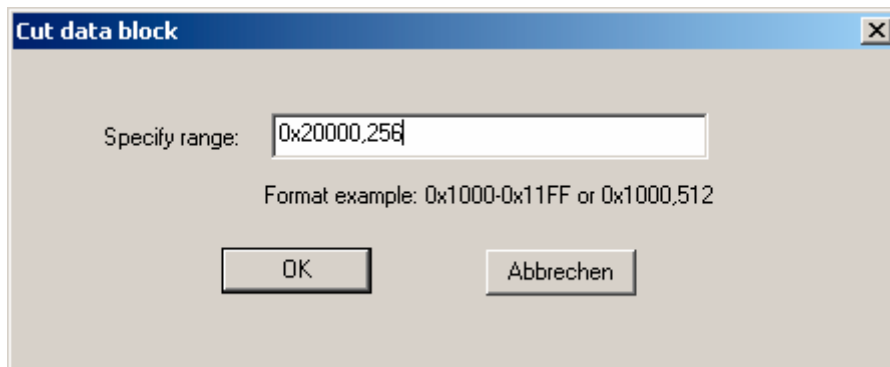 Cut data block
Specify range: 0x20000,256
Format example: 0x1000-0x11FF or 0x1000,512
OK Abbrechen